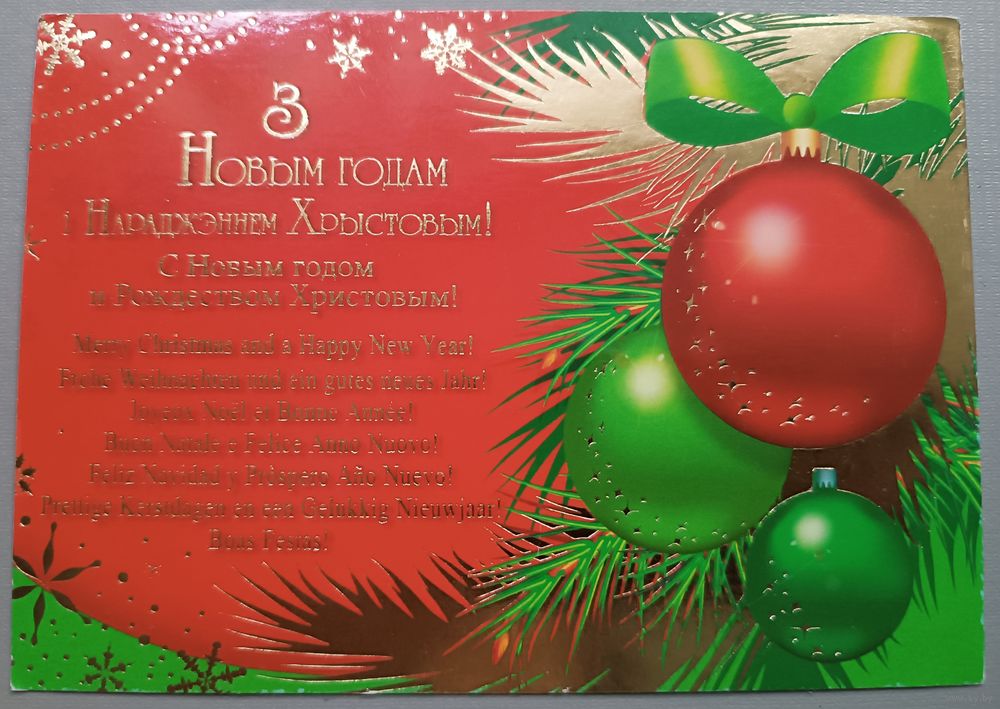 З
Новым годам
і Нараджэннем Хрыстовым!
С Новым годом
и Рождеством Христовым!
Merry Christmas and a Happy New Year!
Frohe Weihnachten und ein gutes neues Jahr!
Joyeux Noël et Bonne Année!
Buon Natale e Felice Anno Nuovo!
Feliz Navidad y Próspero Año Nuevo!
Prettige Kerstdagen en een Gelukkig Nieuwjaar!
Boas Festas!